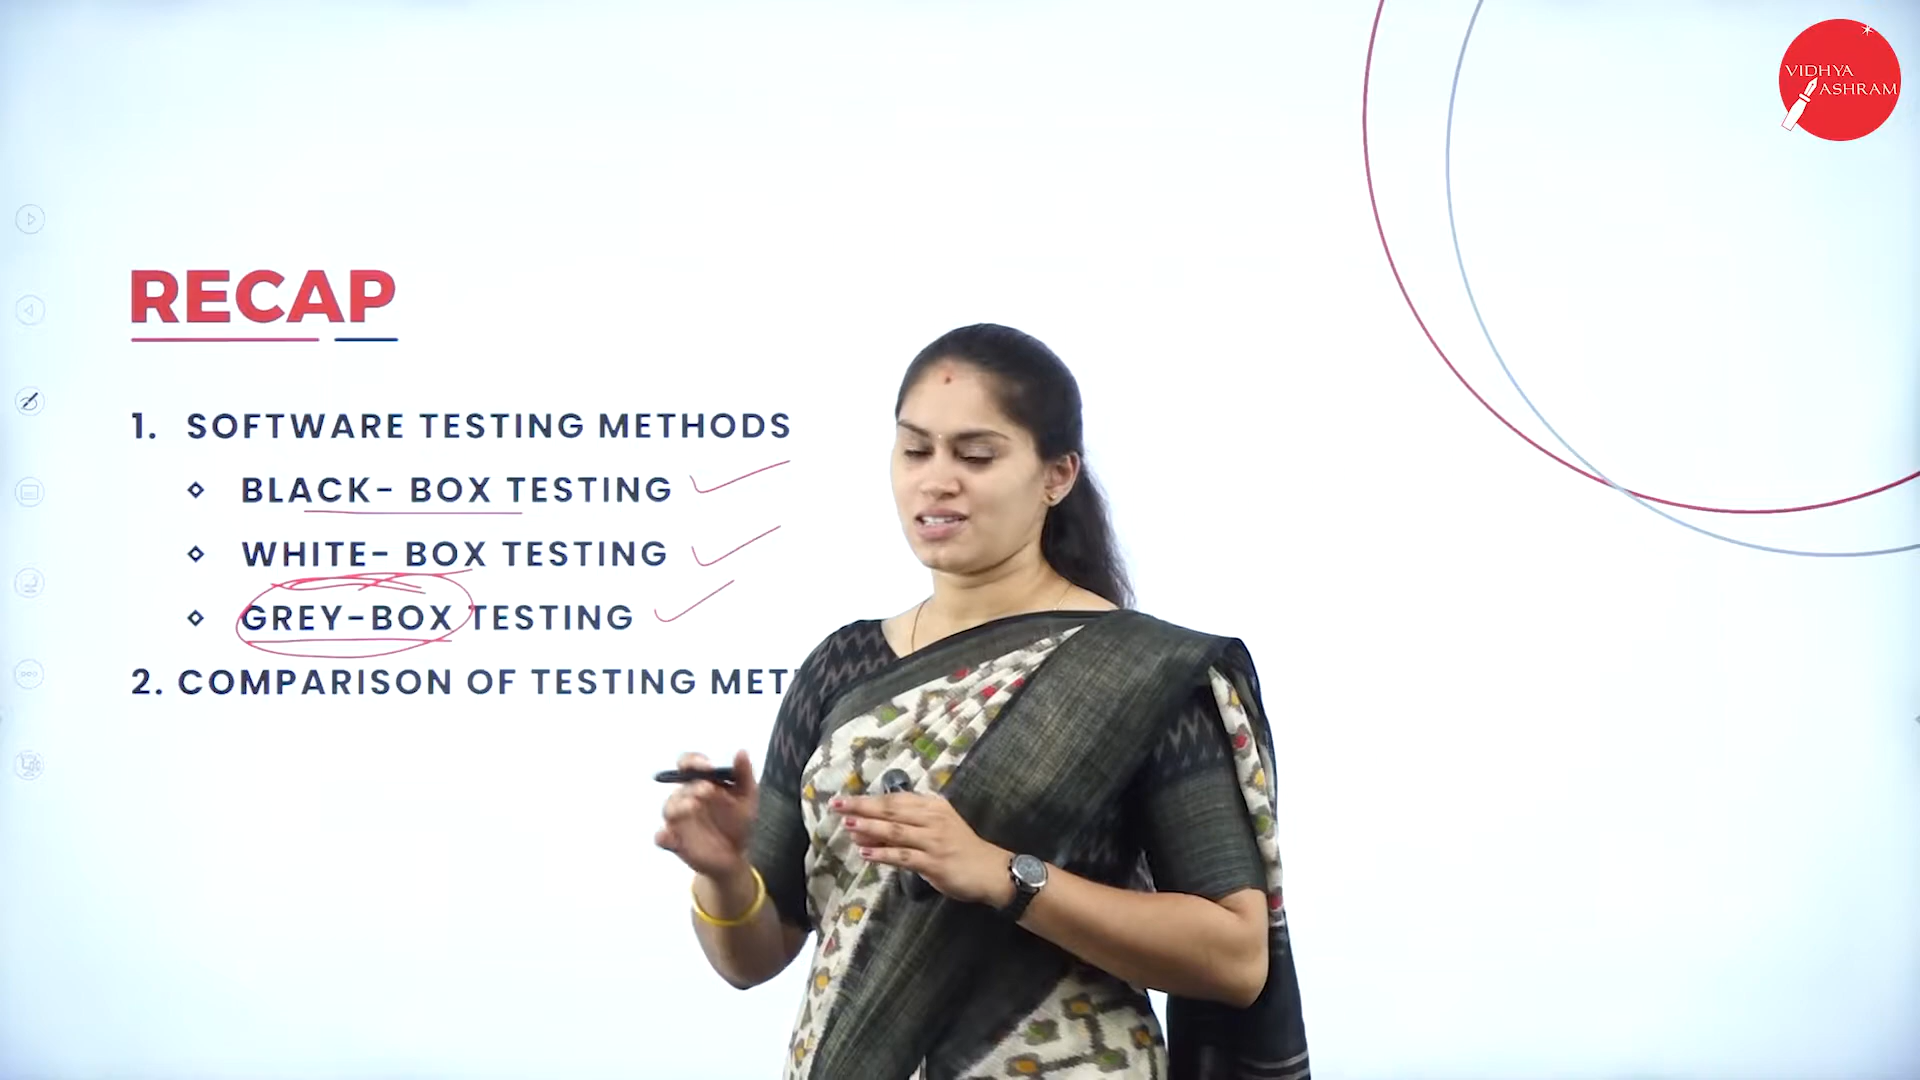 VIDHYA
ASHRAM
RECAP
1. SOFTWARE TESTING METHODS
BLACK- BOX TESTING
WHITE- BOX TESTING
GREY-BOX TESTING
2. COMPARISON OF TESTING